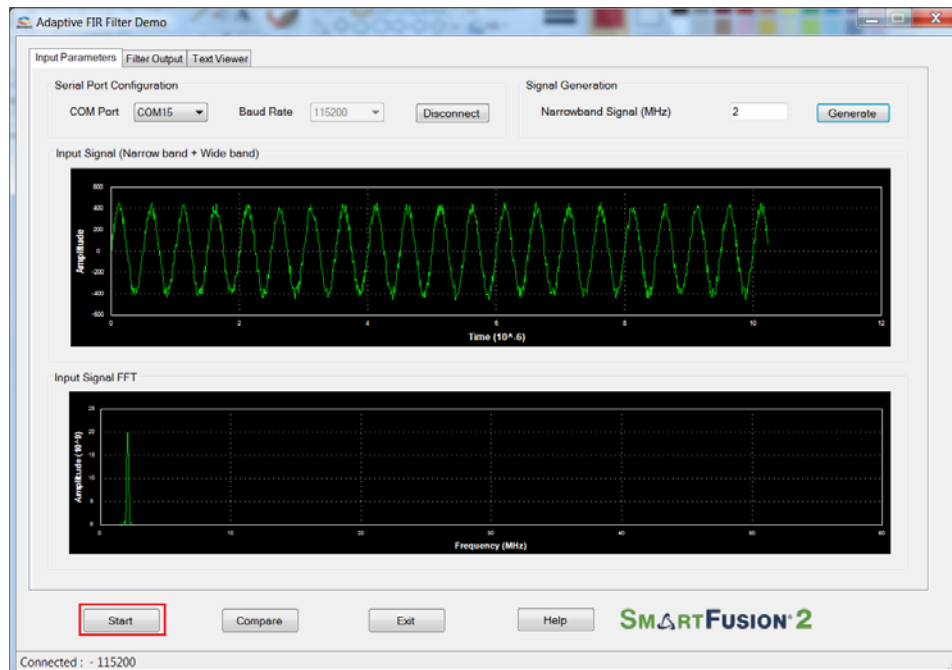 Adaptive FIR Filter Demo
Input Parameters Filter Output Text Viewer
Serial Port Configuration
COM Port COM15 Baud Rate 115200 Disconnect
Signal Generation
Narrowband Signal (MHz) 2 Generate
Input Signal (Narrow band + Wide band)
Amplitude
600
400
200
0
-200
-400
-600
0 2 4 6 8 10 12
Time (10^.6)
Input Signal FFT
Amplitude (10^9)
25
20
15
10
5
0
0 10 20 30 40 50 60
Frequency (MHz)
Start Compare Exit Help SMARTFUSION®2
Connected : - 115200